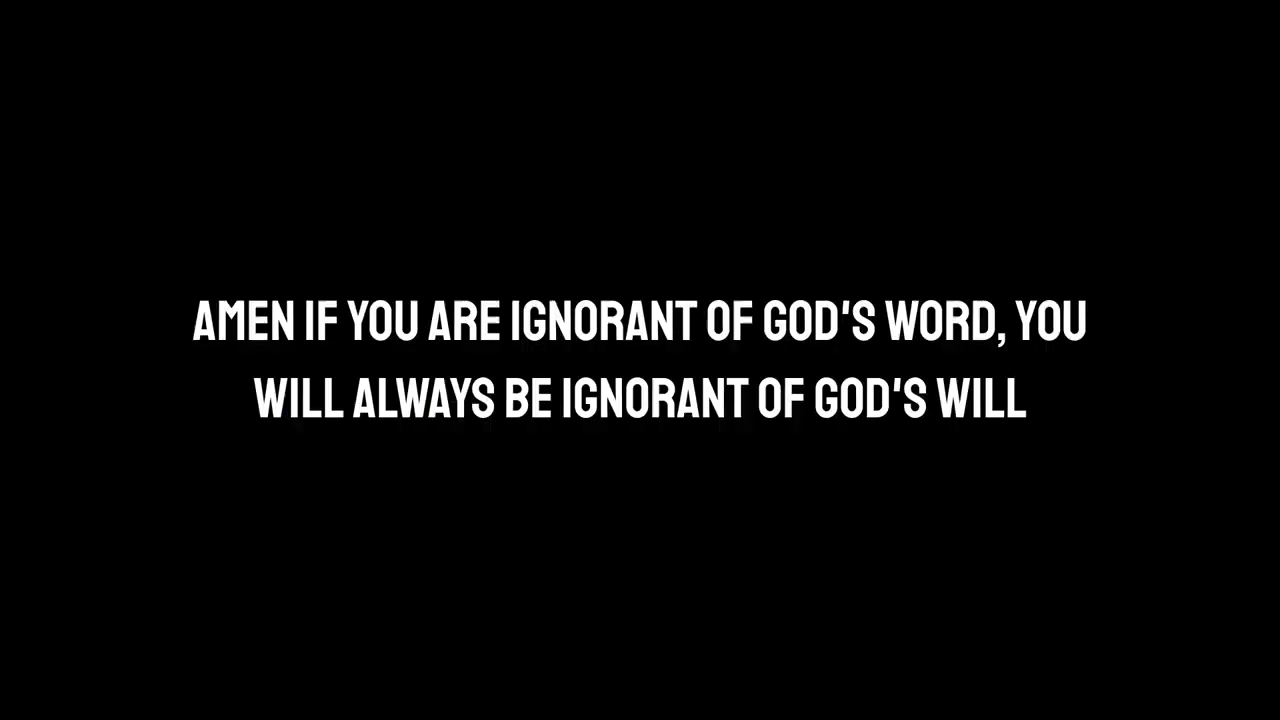 AMEN IF YOU ARE IGNORANT OF GOD'S WORD, YOU
WILL ALWAYS BE IGNORANT OF GOD'S WILL